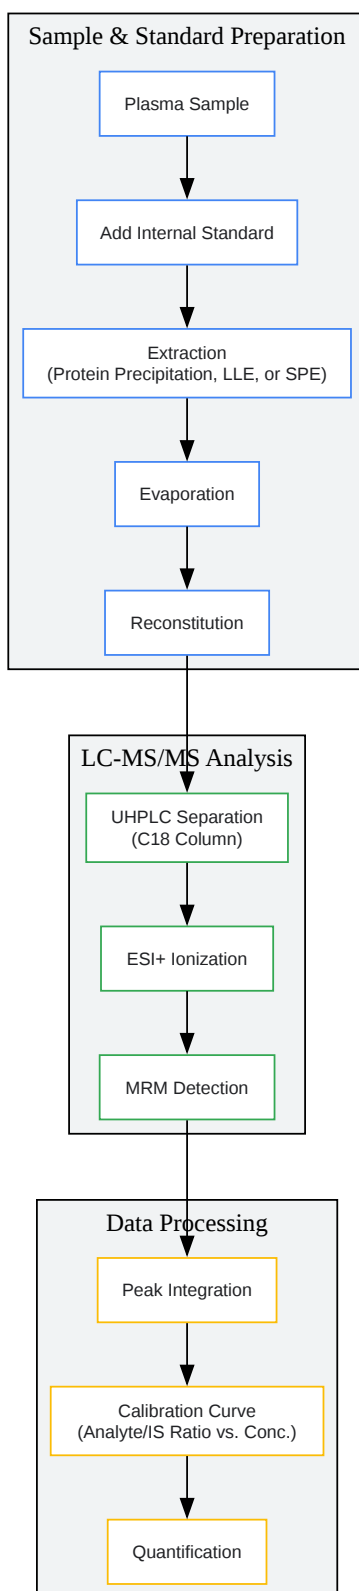 Sample & Standard Preparation
Plasma Sample
Add Internal Standard
Extraction
(Protein Precipitation, LLE, or SPE)
Evaporation
Reconstitution
LC-MS/MS Analysis
UHPLC Separation
(C18 Column)
ESI+ Ionization
MRM Detection
Data Processing
Peak Integration
Calibration Curve
(Analyte/IS Ratio vs. Conc.)
Quantification